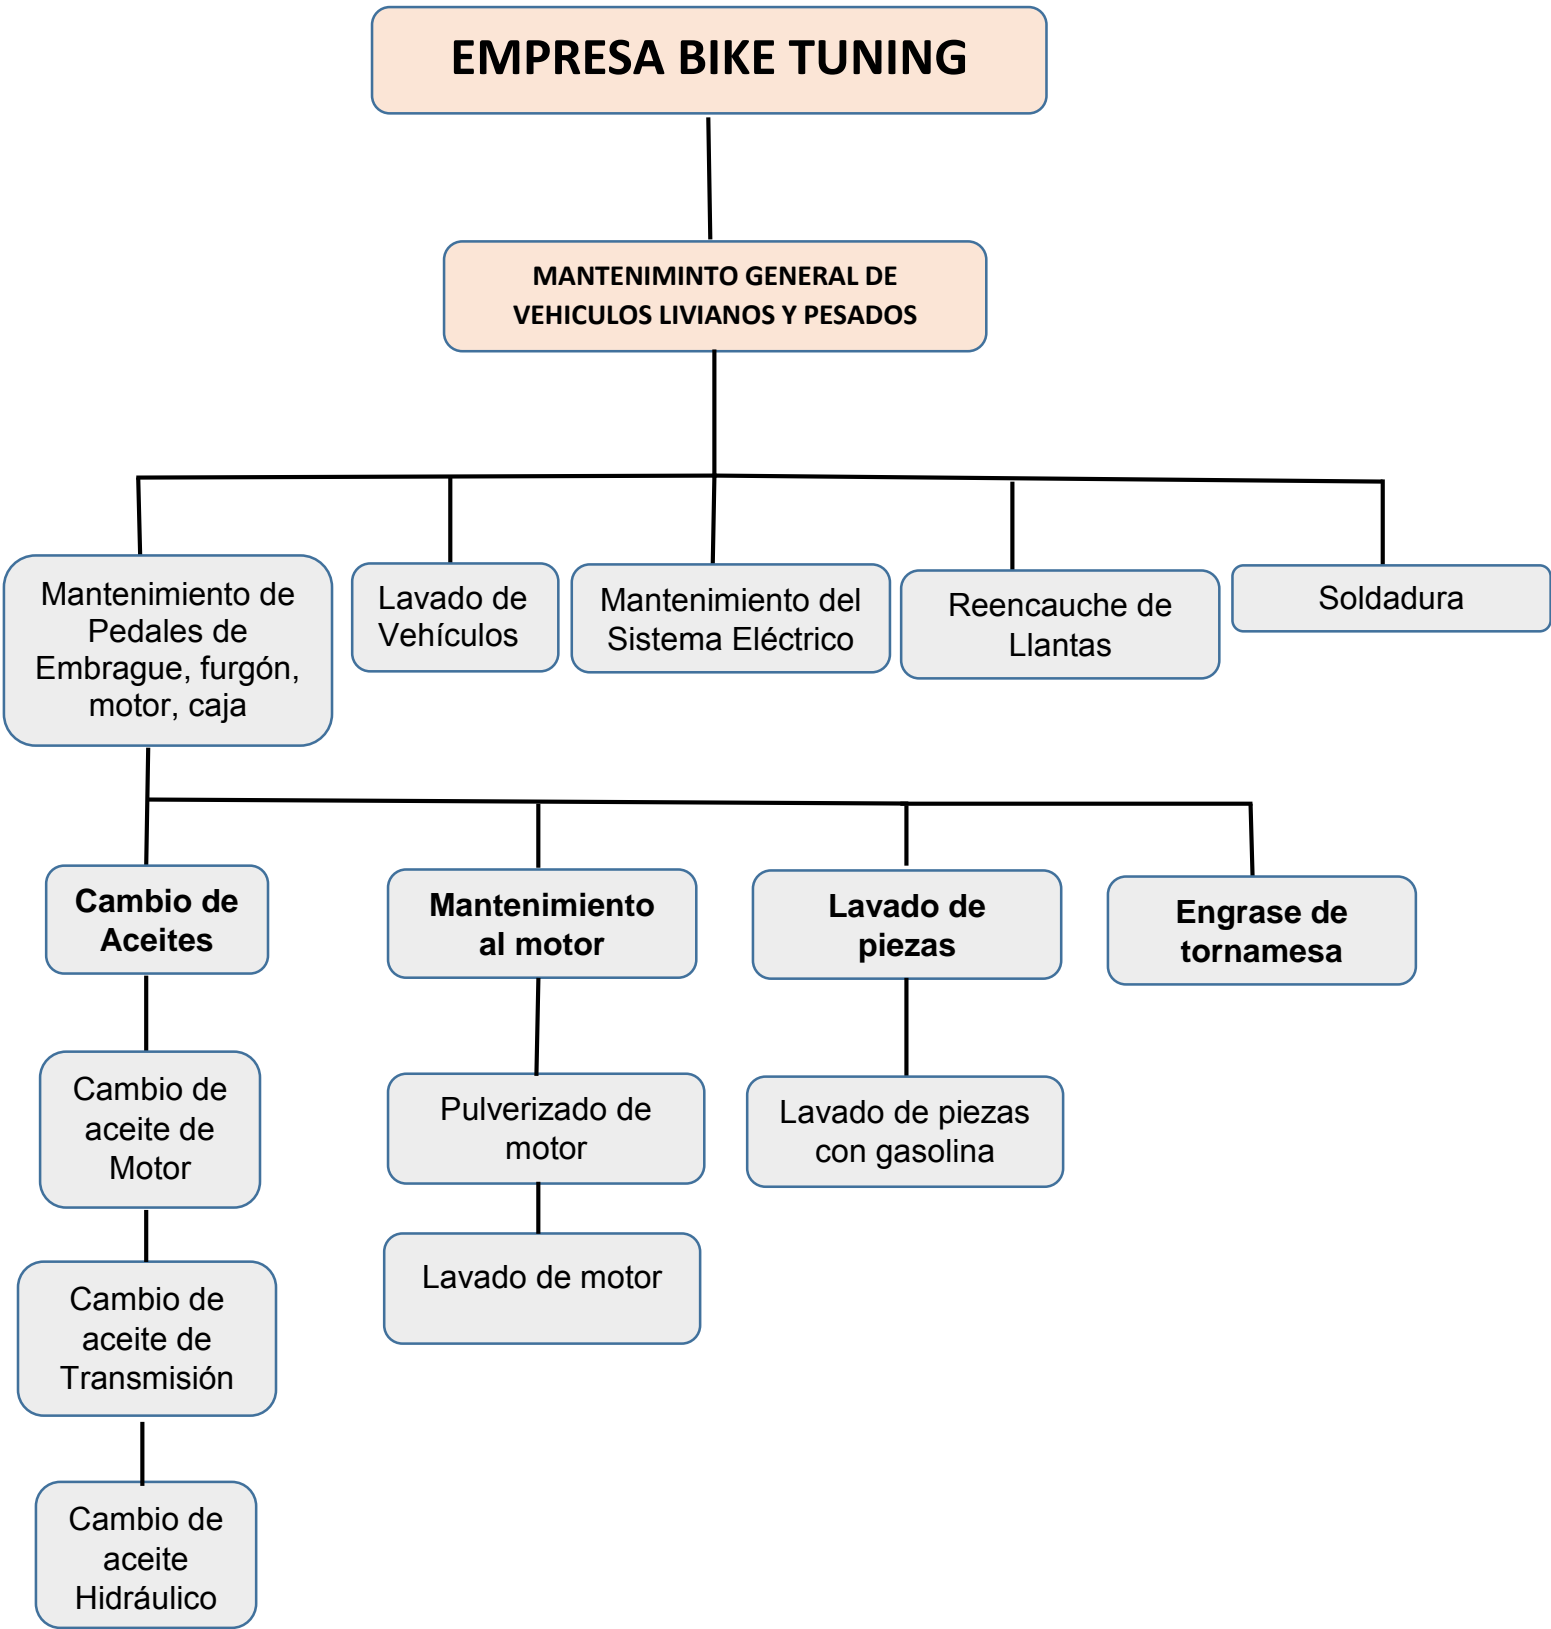 EMPRESA BIKE TUNING
MANTENIMINTO GENERAL DE
VEHICULOS LIVIANOS Y PESADOS
Mantenimiento de
Pedales de
Embrague, furgón,
motor, caja
Lavado de
Vehículos
Mantenimiento del
Sistema Eléctrico
Reencauche de
Llantas
Soldadura
Cambio de
Aceites
Mantenimiento
al motor
Lavado de
piezas
Engrase de
tornamesa
Cambio de
aceite de
Motor
Pulverizado de
motor
Lavado de piezas
con gasolina
Cambio de
aceite de
Transmisión
Lavado de motor
Cambio de
aceite
Hidráulico